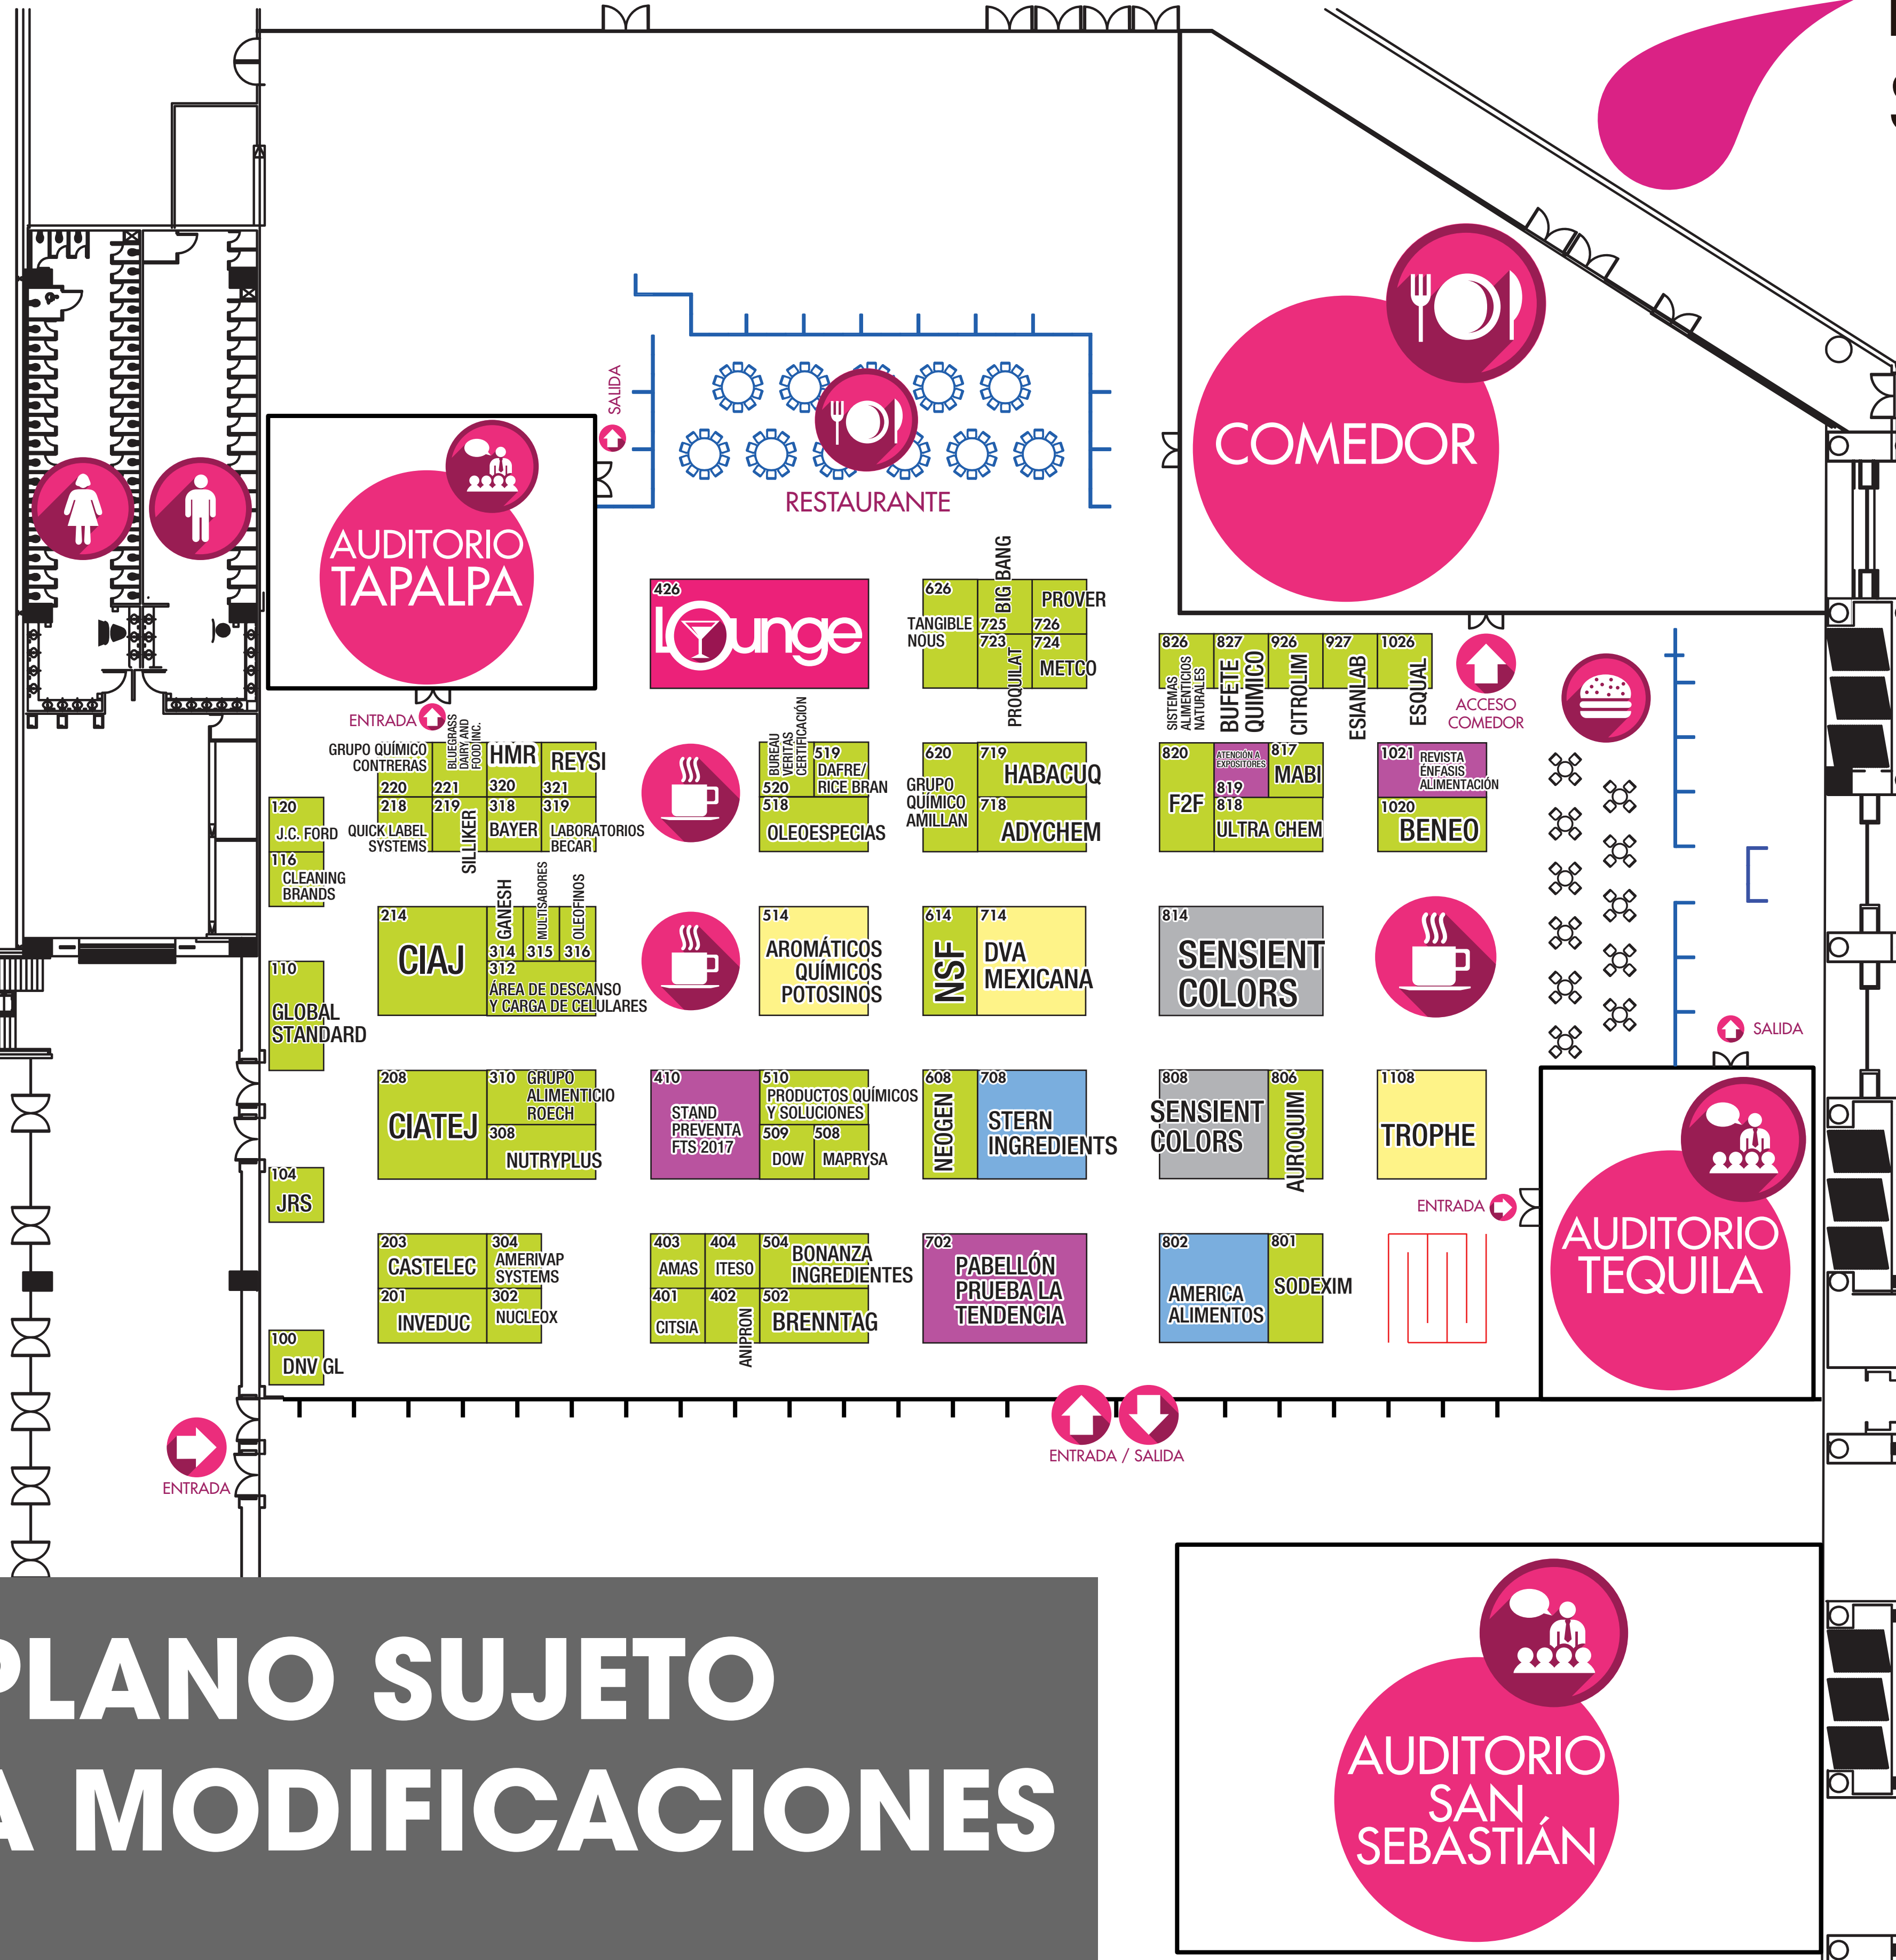 SALIDA
COMEDOR
RESTAURANTE
AUDITORIO
TAPALPA
ENTRADA
426
LOunge
626
TANGIBLE
NOUS
BIG BANG
725
PROVER
726
723
PROQUILAT
724
METCO
826
SISTEMAS
ALIMENTICIOS
NATURALES
827
BUFETE
QUIMICO
926
CITROLIM
927
ESIANLAB
1026
ESQUAL
ACCESO
COMEDOR
GRUPO QUÍMICO
CONTRERAS
220
BLUEGRASS
DAIRY AND
FOOD INC.
221
HMR
320
REYSI
321
218
QUICK LABEL
SYSTEMS
219
SILLIKER
318
BAYER
319
LABORATORIOS
BECAR
120
J.C. FORD
116
CLEANING
BRANDS
BUREAU
VERITAS
CERTIFICACIÓN
520
519
DAFRE/
RICE BRAN
518
OLEOESPECIAS
620
GRUPO
QUÍMICO
AMILLAN
719
HABACUQ
718
ADYCHEM
820
F2F
ATENCIÓN A
EXPOSITORES
819
817
MABI
818
ULTRA CHEM
1021
REVISTA
ÉNFASIS
ALIMENTACIÓN
1020
BENEO
214
CIAJ
GANESH
314
MULTISABORES
315
OLEOFINOS
316
312
ÁREA DE DESCANSO
Y CARGA DE CELULARES
514
AROMÁTICOS
QUÍMICOS
POTOSINOS
614
NSF
714
DVA
MEXICANA
814
SENSIENT
COLORS
110
GLOBAL
STANDARD
SALIDA
208
CIATEJ
310
GRUPO
ALIMENTICIO
ROECH
308
NUTRYPLUS
410
STAND
PREVENTA
FTS 2017
510
PRODUCTOS QUÍMICOS
Y SOLUCIONES
509
DOW
508
MAPRYSA
608
NEOGEN
708
STERN
INGREDIENTS
808
SENSIENT
COLORS
806
AUROQUIM
1108
TROPHE
104
JRS
ENTRADA
AUDITORIO
TEQUILA
203
CASTELEC
304
AMERIVAP
SYSTEMS
201
INVEDUC
302
NUCLEOX
403
AMAS
404
ITESO
504
BONANZA
INGREDIENTES
401
CITSIA
402
ANIPRON
502
BRENNTAG
702
PABELLÓN
PRUEBA LA
TENDENCIA
802
AMERICA
ALIMENTOS
801
SODEXIM
100
DNV GL
ENTRADA / SALIDA
ENTRADA
PLANO SUJETO
A MODIFICACIONES
AUDITORIO
SAN
SEBASTIÁN